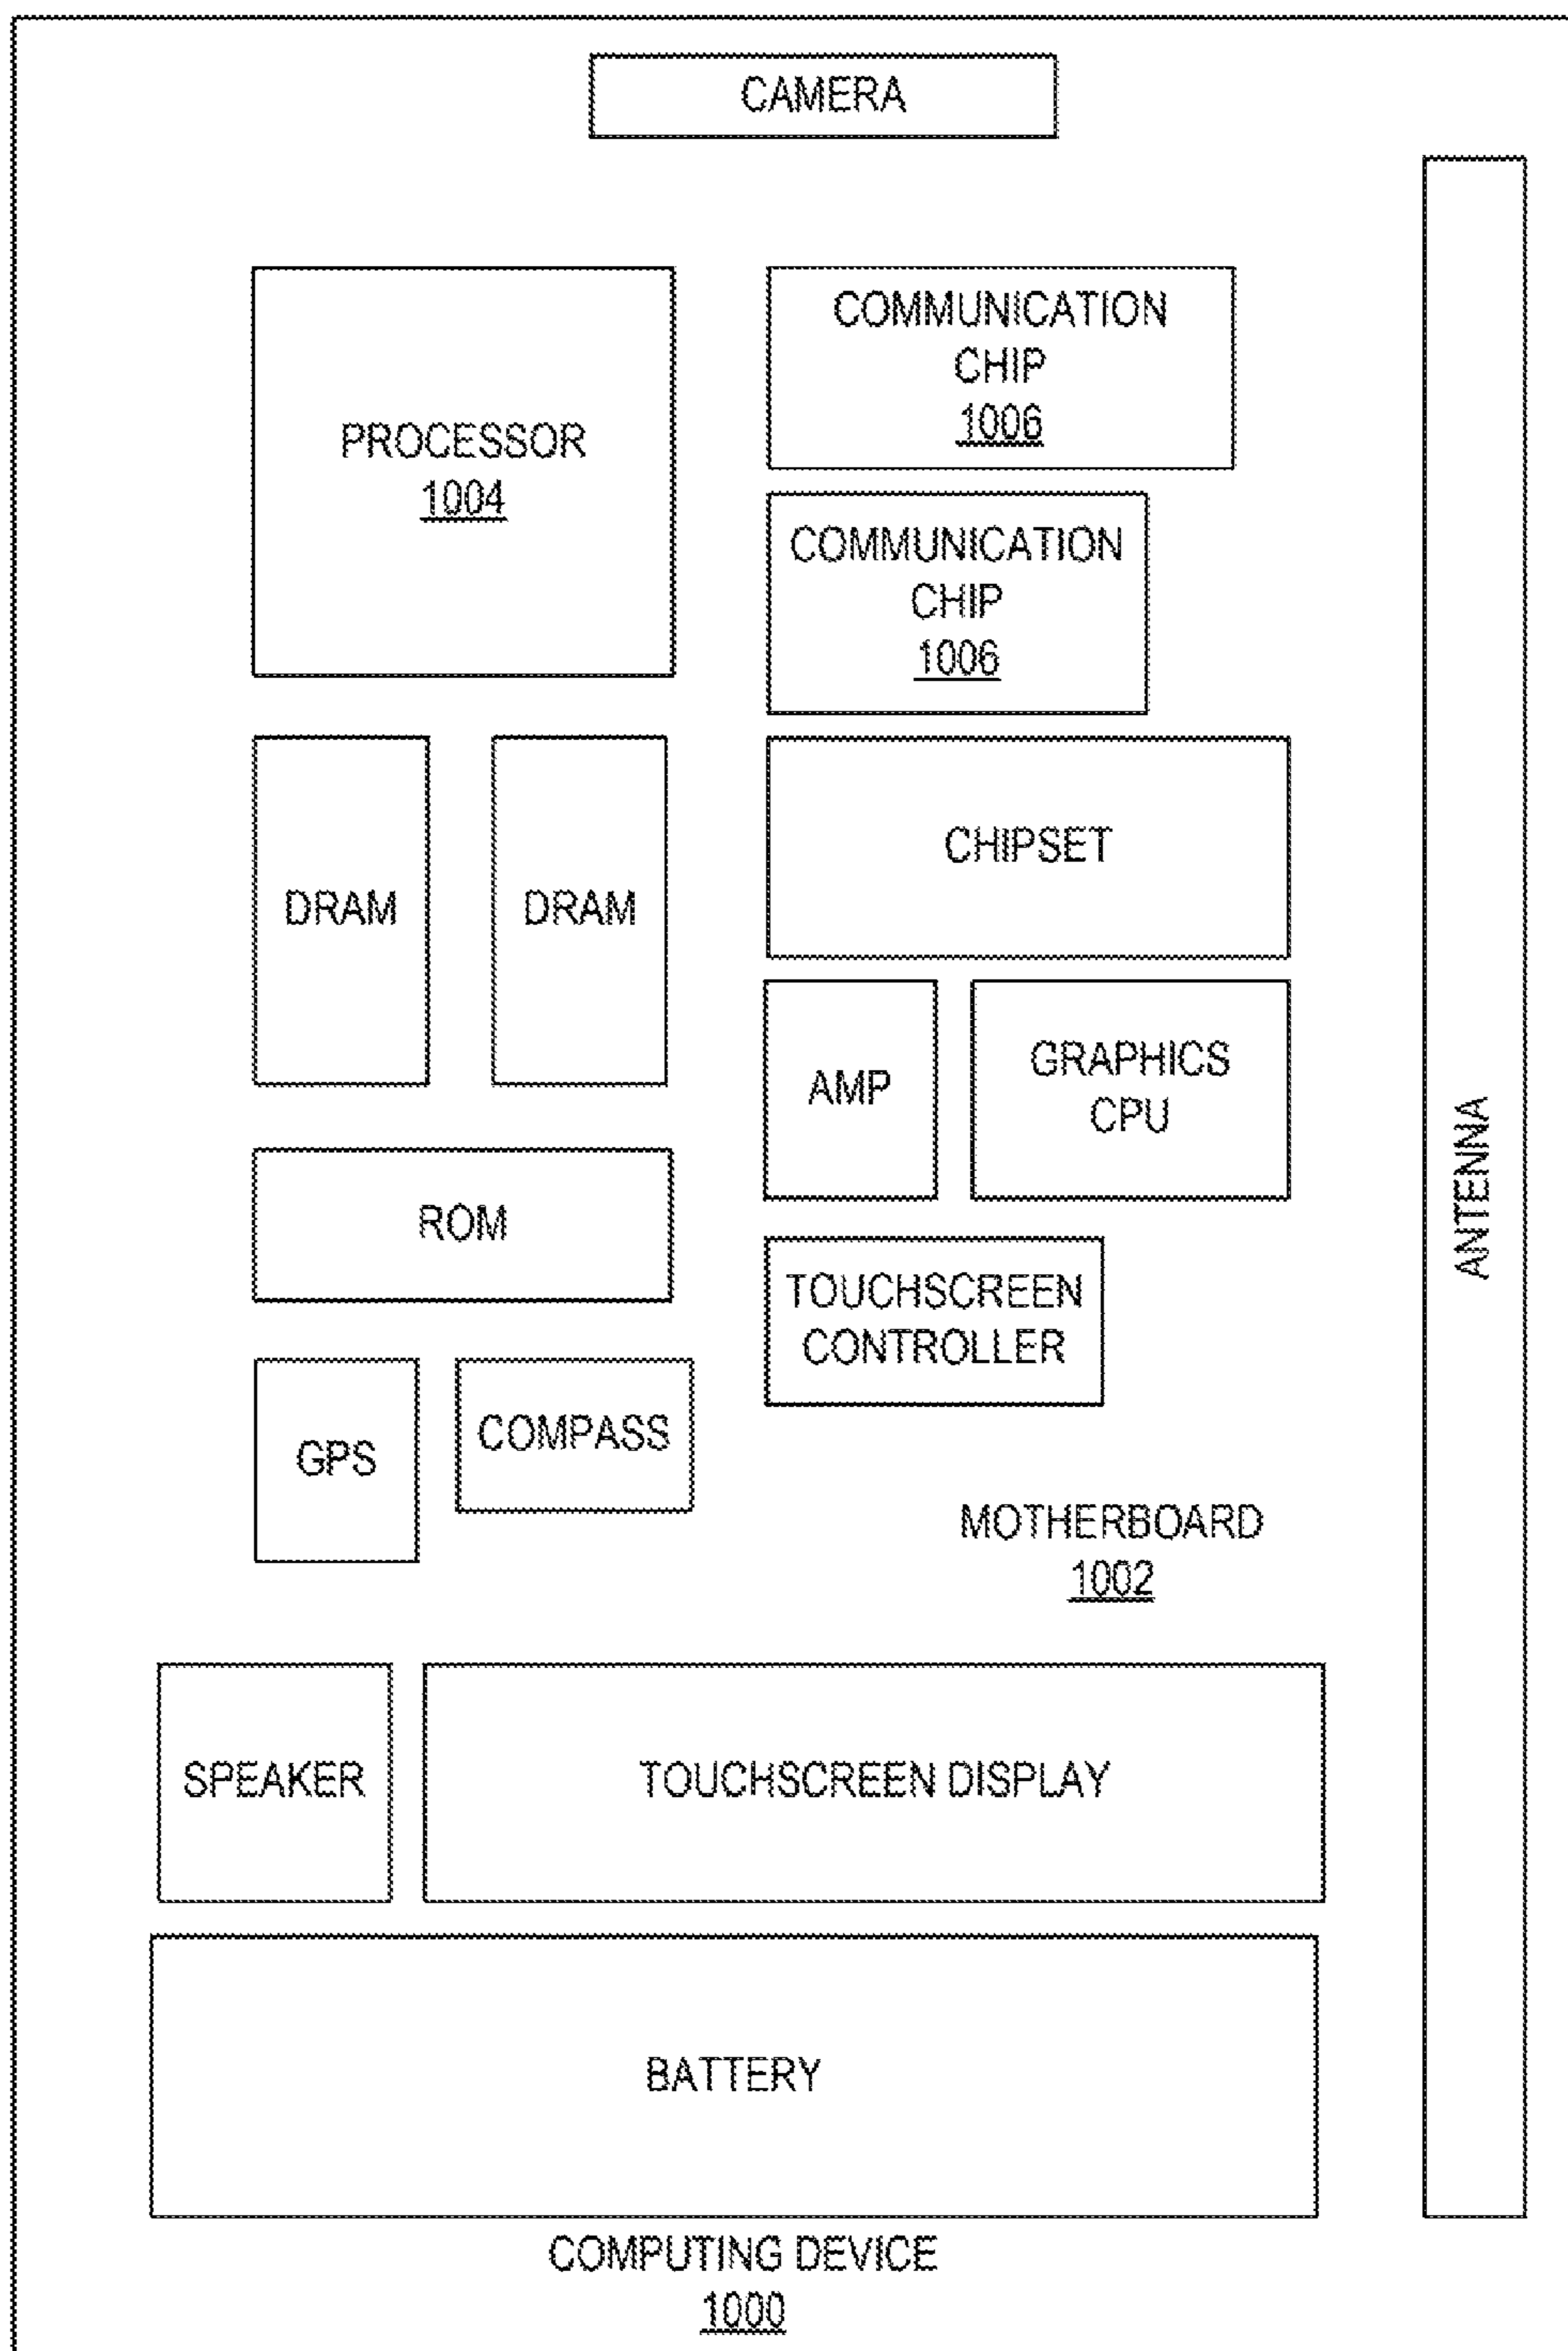 CAMERA
PROCESSOR
1004
COMMUNICATION
CHIP
1006
COMMUNICATION
CHIP
1006
DRAM
DRAM
CHIPSET
AMP
GRAPHICS
CPU
ROM
TOUCHSCREEN
CONTROLLER
GPS
COMPASS
MOTHERBOARD
1002
ANTENNA
SPEAKER
TOUCHSCREEN DISPLAY
BATTERY
COMPUTING DEVICE
1000